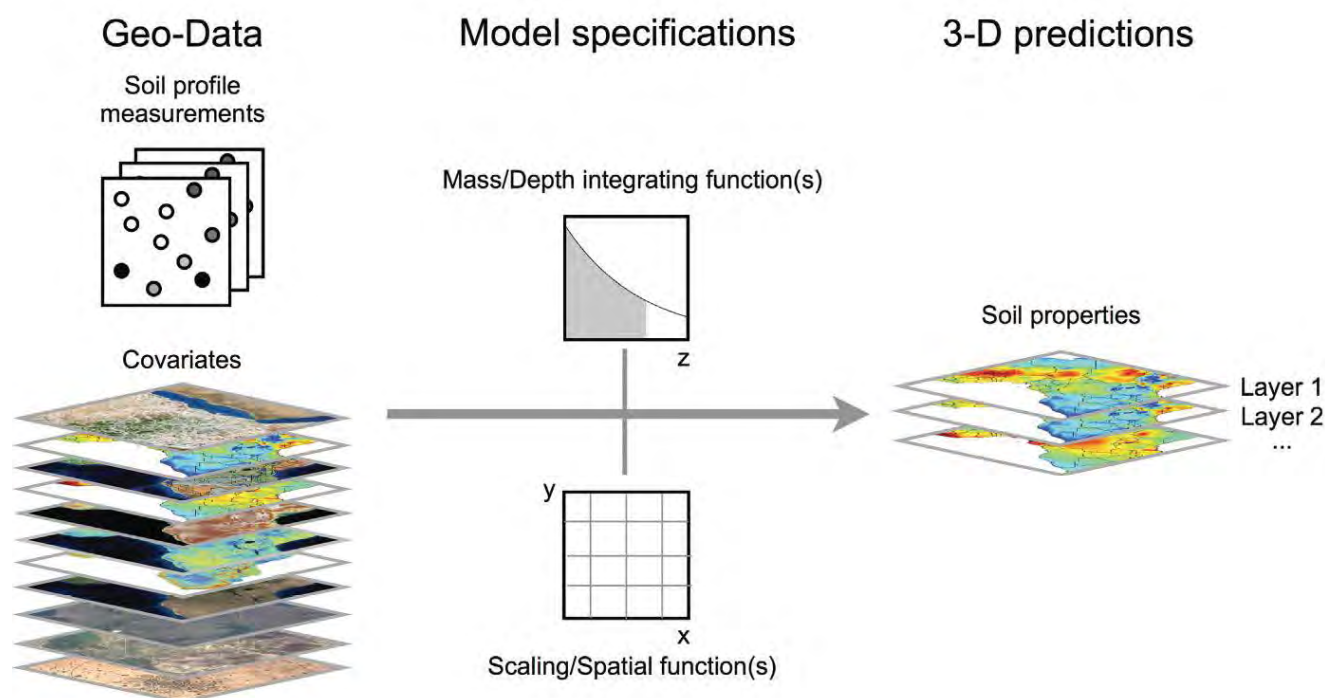 Geo-Data
Model specifications
3-D predictions
Soil profile
measurements
Mass/Depth integrating function(s)
z
Covariates
Soil properties
Layer 1
Layer 2
...
y
x
Scaling/Spatial function(s)